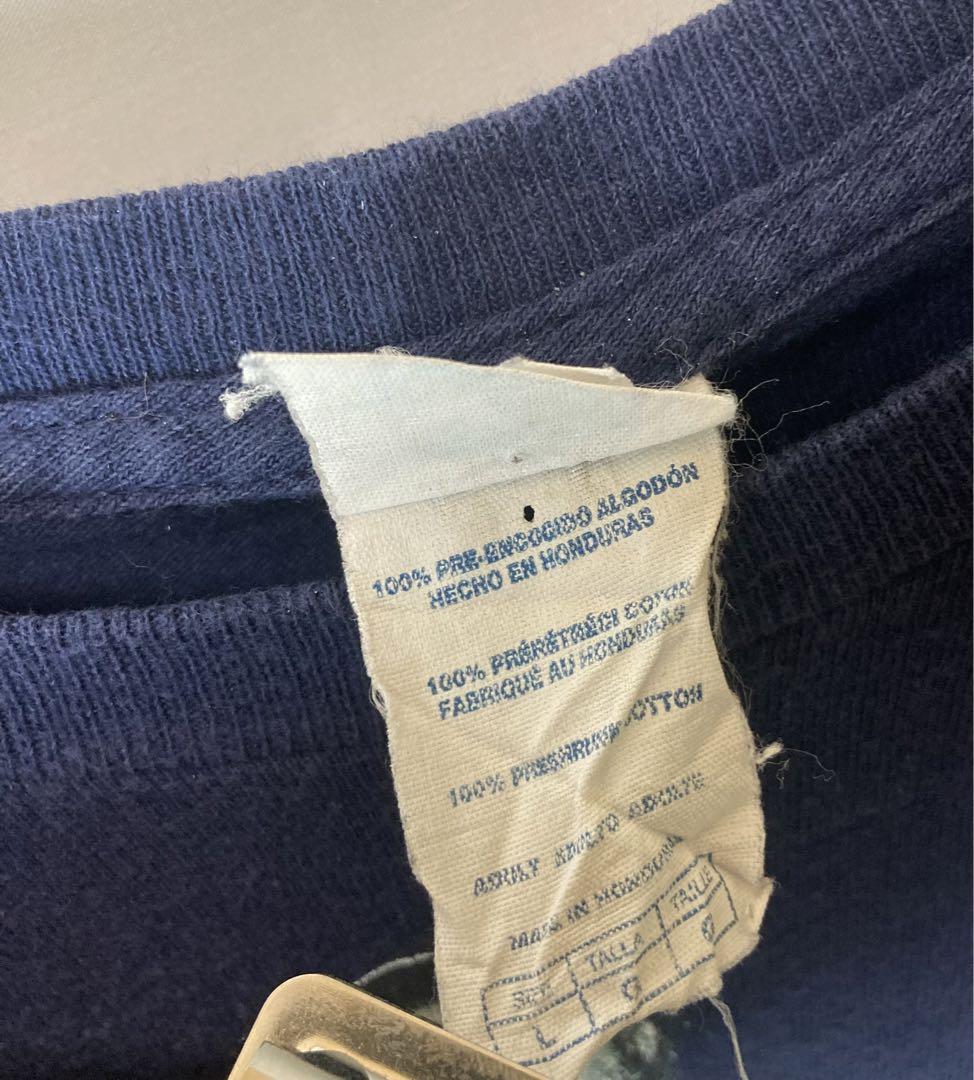 100% PRE-ENCOGIDO ALGODÓN
HECHO EN HONDURAS
100% PRÉRÉTRÉCI COTON
FABRIQUÉ AU HONDURAS
100% PRESHRUNK COTTON
ADULT ADULTO ADULTE
MADE IN HONDURAS
SIZE TALLA TAILLE
L G